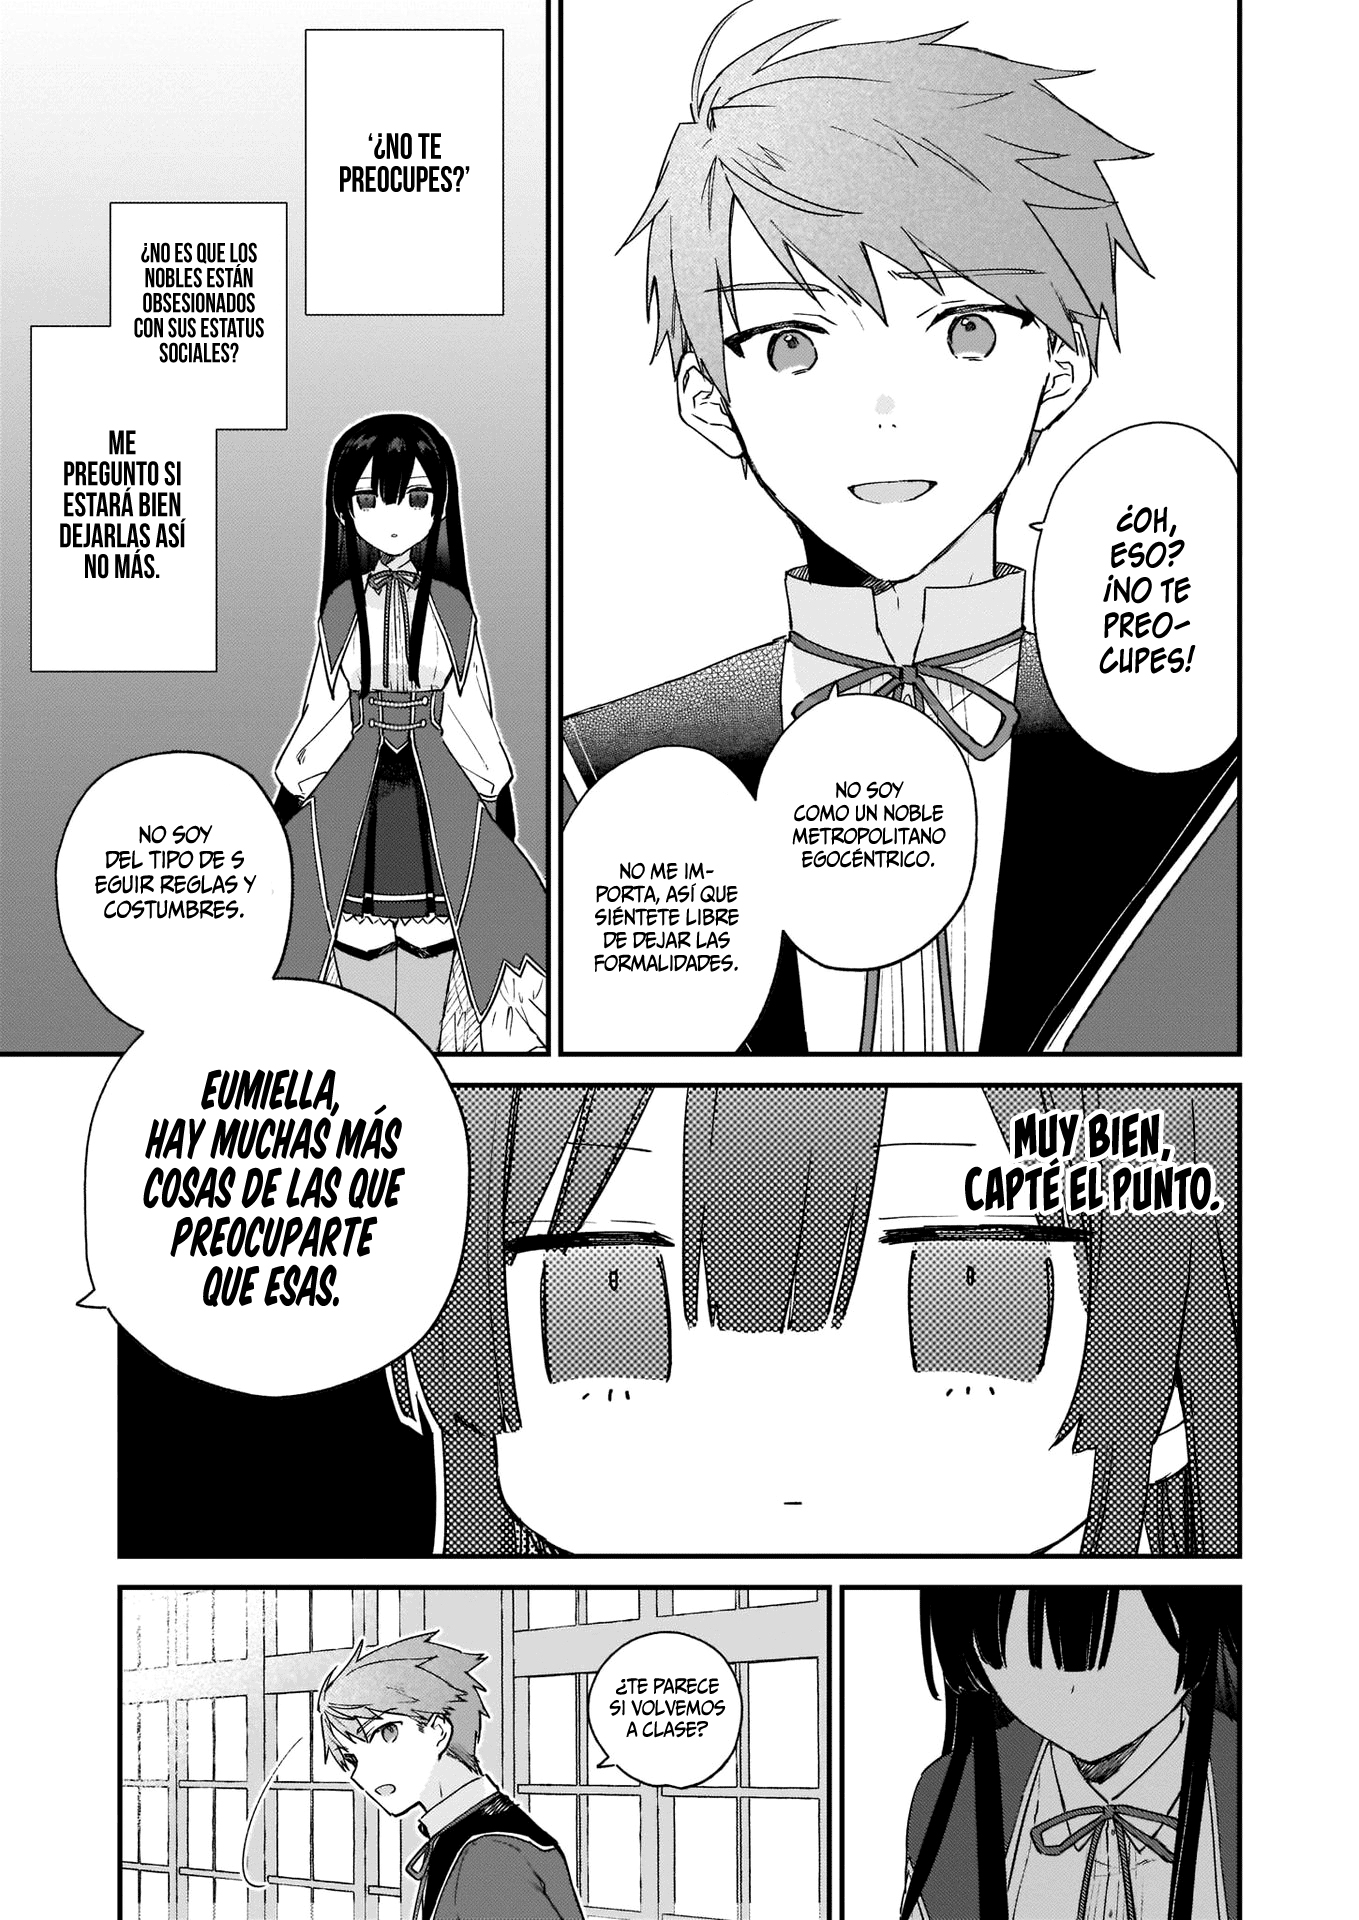 ¿OH,
ESO?
¡NO TE
PREO-
CUPES!
NO SOY
COMO UN NOBLE
METROPOLITANO
EGOCÉNTRICO.
NO ME IM-
PORTA, ASÍ QUE
SIÉNTETE LIBRE
DE DEJAR LAS
FORMALIDADES.
'¿NO TE
PREOCUPES?'
¿NO ES QUE LOS
NOBLES ESTÁN
OBSESIONADOS
CON SUS ESTATUS
SOCIALES?
ME
PREGUNTO SI
ESTARÁ BIEN
DEJARLAS ASÍ
NO MÁS.
NO SOY
DEL TIPO DE S
EGUIR REGLAS Y
COSTUMBRES.
EUMIELLA,
HAY MUCHAS MÁS
COSAS DE LAS QUE
PREOCUPARTE
QUE ESAS.
MUY BIEN,
CAPTÉ EL PUNTO.
¿TE PARECE
SI VOLVEMOS
A CLASE?